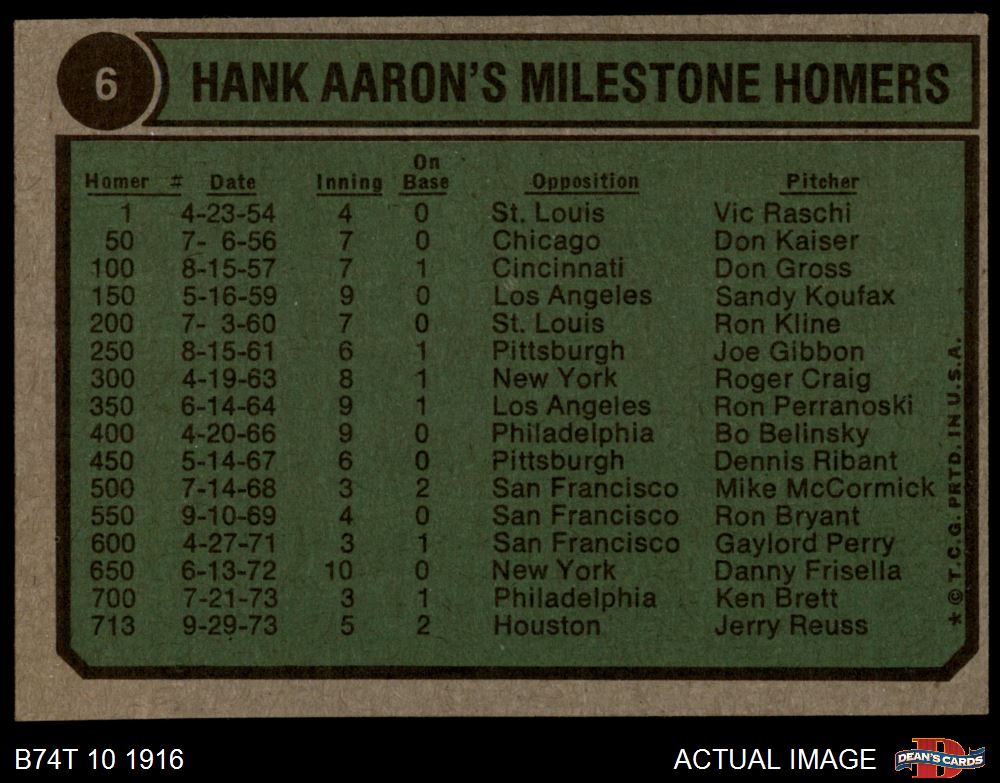 6 HANK AARON'S MILESTONE HOMERS
Homer # Date Inning On Base Opposition Pitcher
1 4-23-54 4 0 St. Louis Vic Raschi
50 7- 6-56 7 0 Chicago Don Kaiser
100 8-15-57 7 1 Cincinnati Don Gross
150 5-16-59 9 0 Los Angeles Sandy Koufax
200 7- 3-60 7 0 St. Louis Ron Kline
250 8-15-61 6 1 Pittsburgh Joe Gibbon
300 4-19-63 8 1 New York Roger Craig
350 6-14-64 9 1 Los Angeles Ron Perranoski
400 4-20-66 9 0 Philadelphia Bo Belinsky
450 5-14-67 6 0 Pittsburgh Dennis Ribant
500 7-14-68 3 2 San Francisco Mike McCormick
550 9-10-69 4 0 San Francisco Ron Bryant
600 4-27-71 3 1 San Francisco Gaylord Perry
650 6-13-72 10 0 New York Danny Frisella
700 7-21-73 3 1 Philadelphia Ken Brett
713 9-29-73 5 2 Houston Jerry Reuss
* © T.C.G. PRTD. IN U.S.A.
B74T 10 1916 ACTUAL IMAGE
DEAN'S CARDS